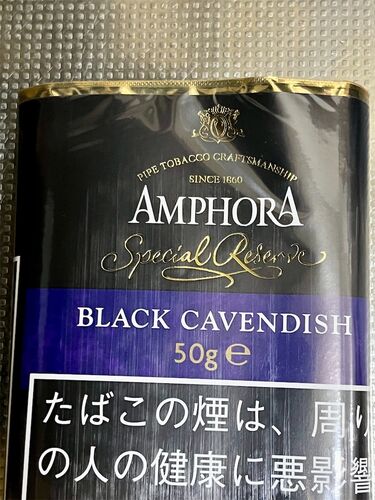 PIPE TOBACCO CRAFTSMANSHIP
SINCE 1860
AMPHORA
Special Reserve
BLACK CAVENDISH
50g ℮
たばこの煙は、周り
の人の健康に悪影響